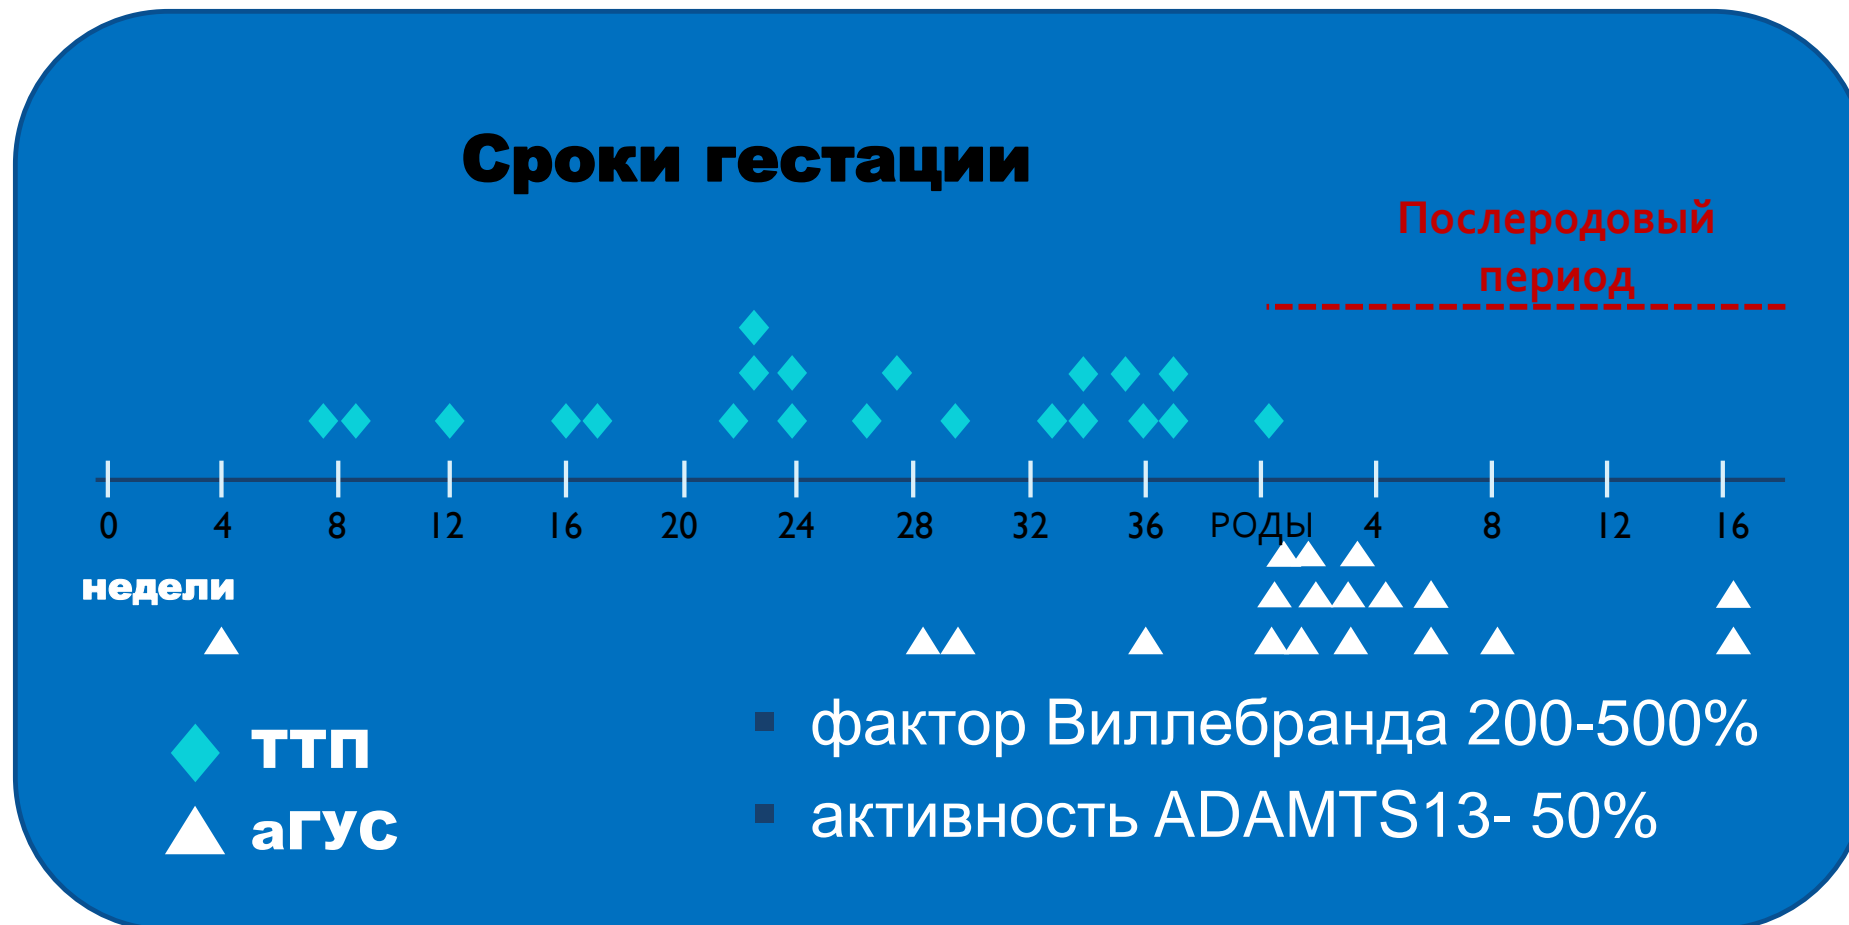 Сроки гестации
Послеродовый
период
0 4 8 12 16 20 24 28 32 36 РОДЫ 4 8 12 16
недели
ТТП
аГУС
фактор Виллебранда 200-500%
активность ADAMTS13- 50%